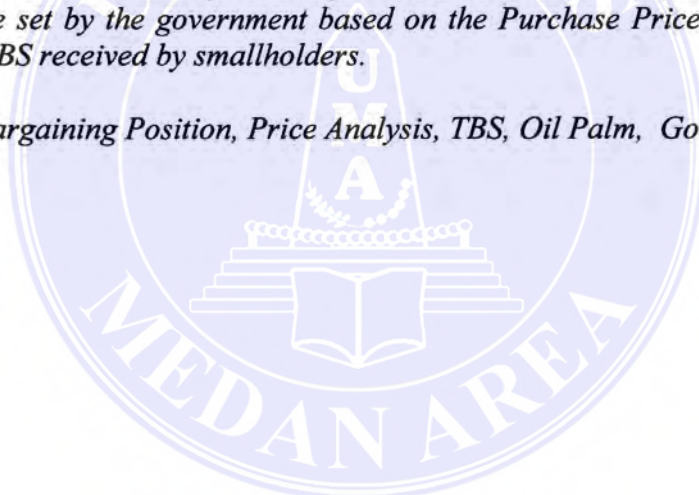 e set by the government based on the Purchase Price
BS received by smallholders.
argaining Position, Price Analysis, TBS, Oil Palm, Go
U
M
A
MEDAN AREA